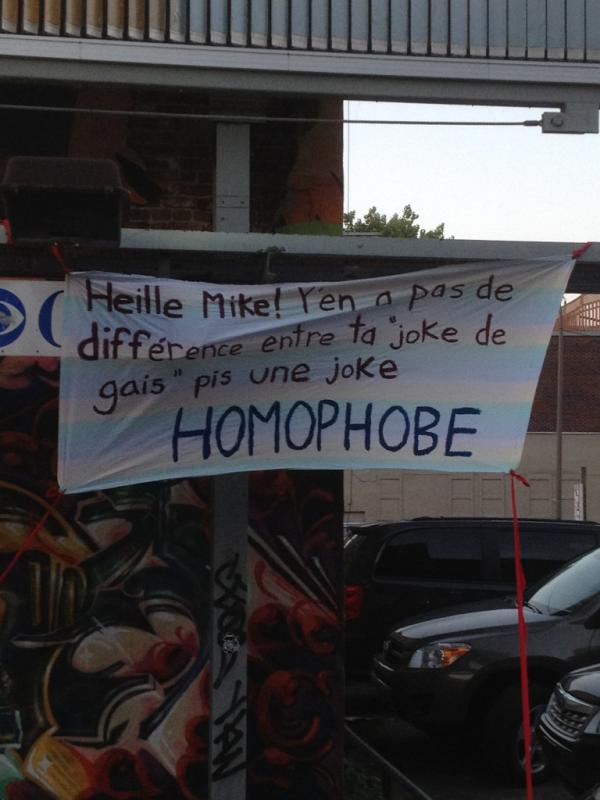 Heille Mike! Y'en a pas de
différence entre ta "joke de
gais" pis une joke
HOMOPHOBE